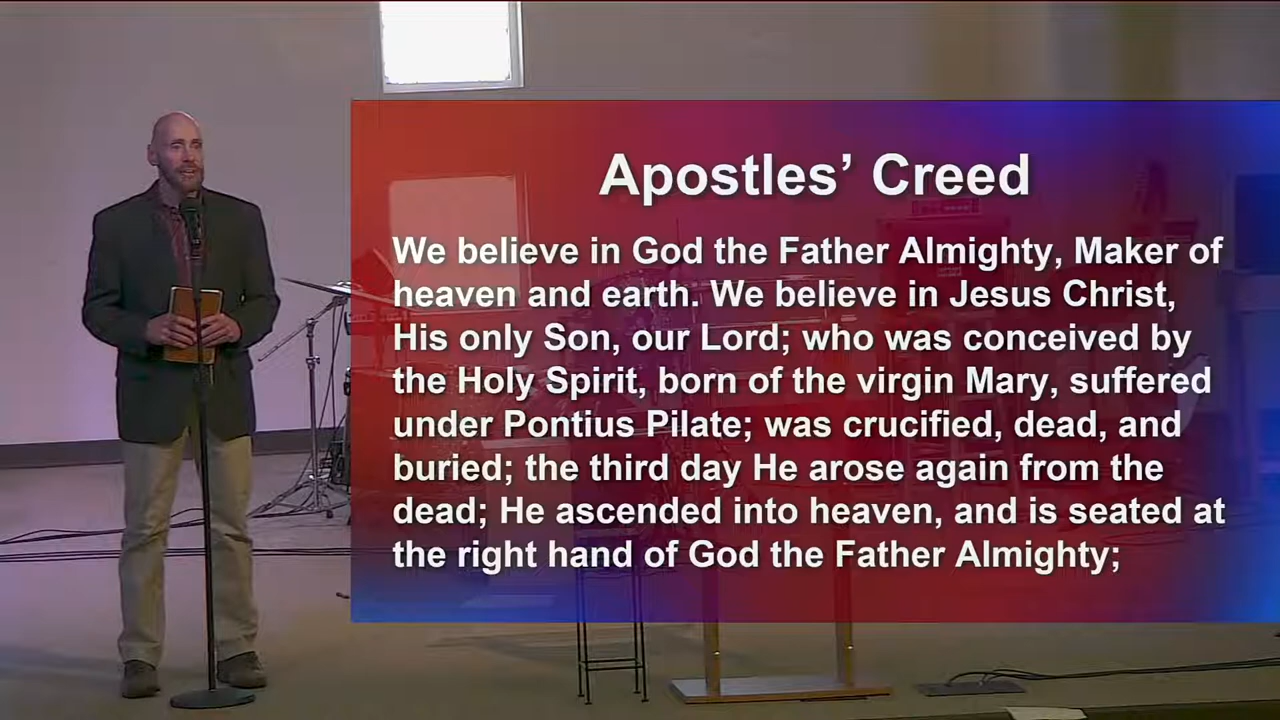 Apostles’ Creed
We believe in God the Father Almighty, Maker of
heaven and earth. We believe in Jesus Christ,
His only Son, our Lord; who was conceived by
the Holy Spirit, born of the virgin Mary, suffered
under Pontius Pilate; was crucified, dead, and
buried; the third day He arose again from the
dead; He ascended into heaven, and is seated at
the right hand of God the Father Almighty;